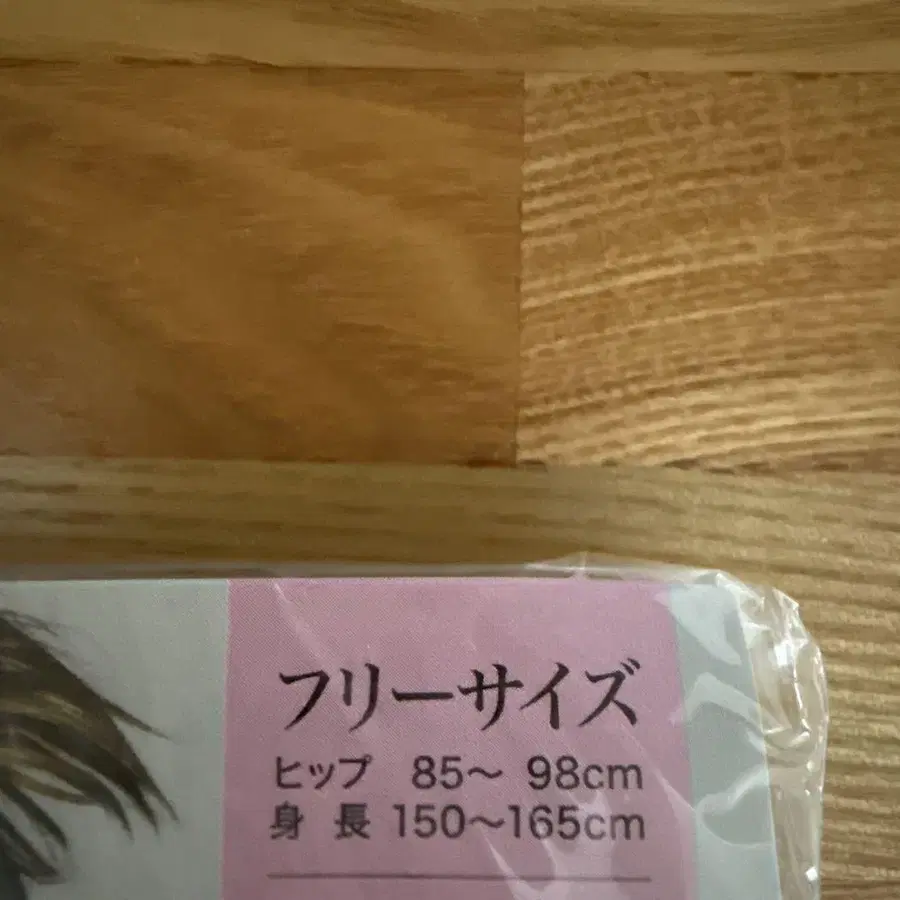 フリーサイズ
ヒップ 85〜 98cm
身 長 150〜165cm